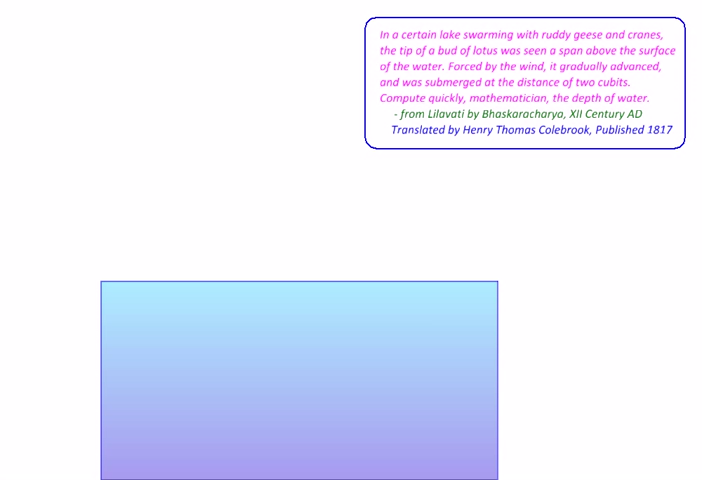 In a certain lake swarming with ruddy geese and cranes,
the tip of a bud of lotus was seen a span above the surface
of the water. Forced by the wind, it gradually advanced,
and was submerged at the distance of two cubits.
Compute quickly, mathematician, the depth of water.
- from Lilavati by Bhaskaracharya, XII Century AD
Translated by Henry Thomas Colebrook, Published 1817